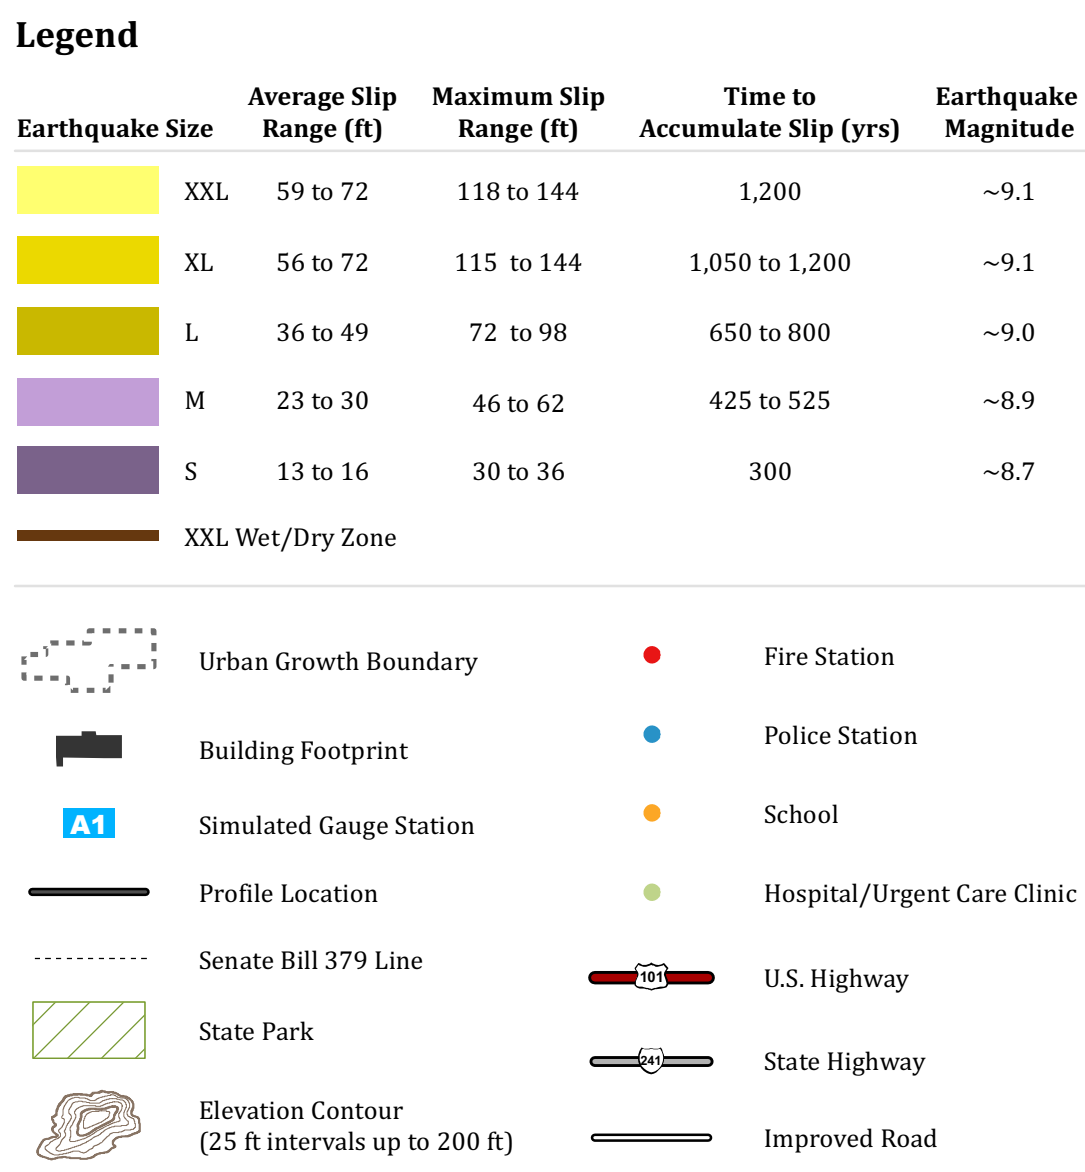 Legend
Earthquake Size Average Slip Range (ft) Maximum Slip Range (ft) Time to Accumulate Slip (yrs) Earthquake Magnitude
XXL 59 to 72 118 to 144 1,200 ~9.1
XL 56 to 72 115 to 144 1,050 to 1,200 ~9.1
L 36 to 49 72 to 98 650 to 800 ~9.0
M 23 to 30 46 to 62 425 to 525 ~8.9
S 13 to 16 30 to 36 300 ~8.7
XXL Wet/Dry Zone
Urban Growth Boundary
Building Footprint
A1 Simulated Gauge Station
Profile Location
Senate Bill 379 Line
State Park
Elevation Contour
(25 ft intervals up to 200 ft)
Fire Station
Police Station
School
Hospital/Urgent Care Clinic
101 U.S. Highway
241 State Highway
Improved Road